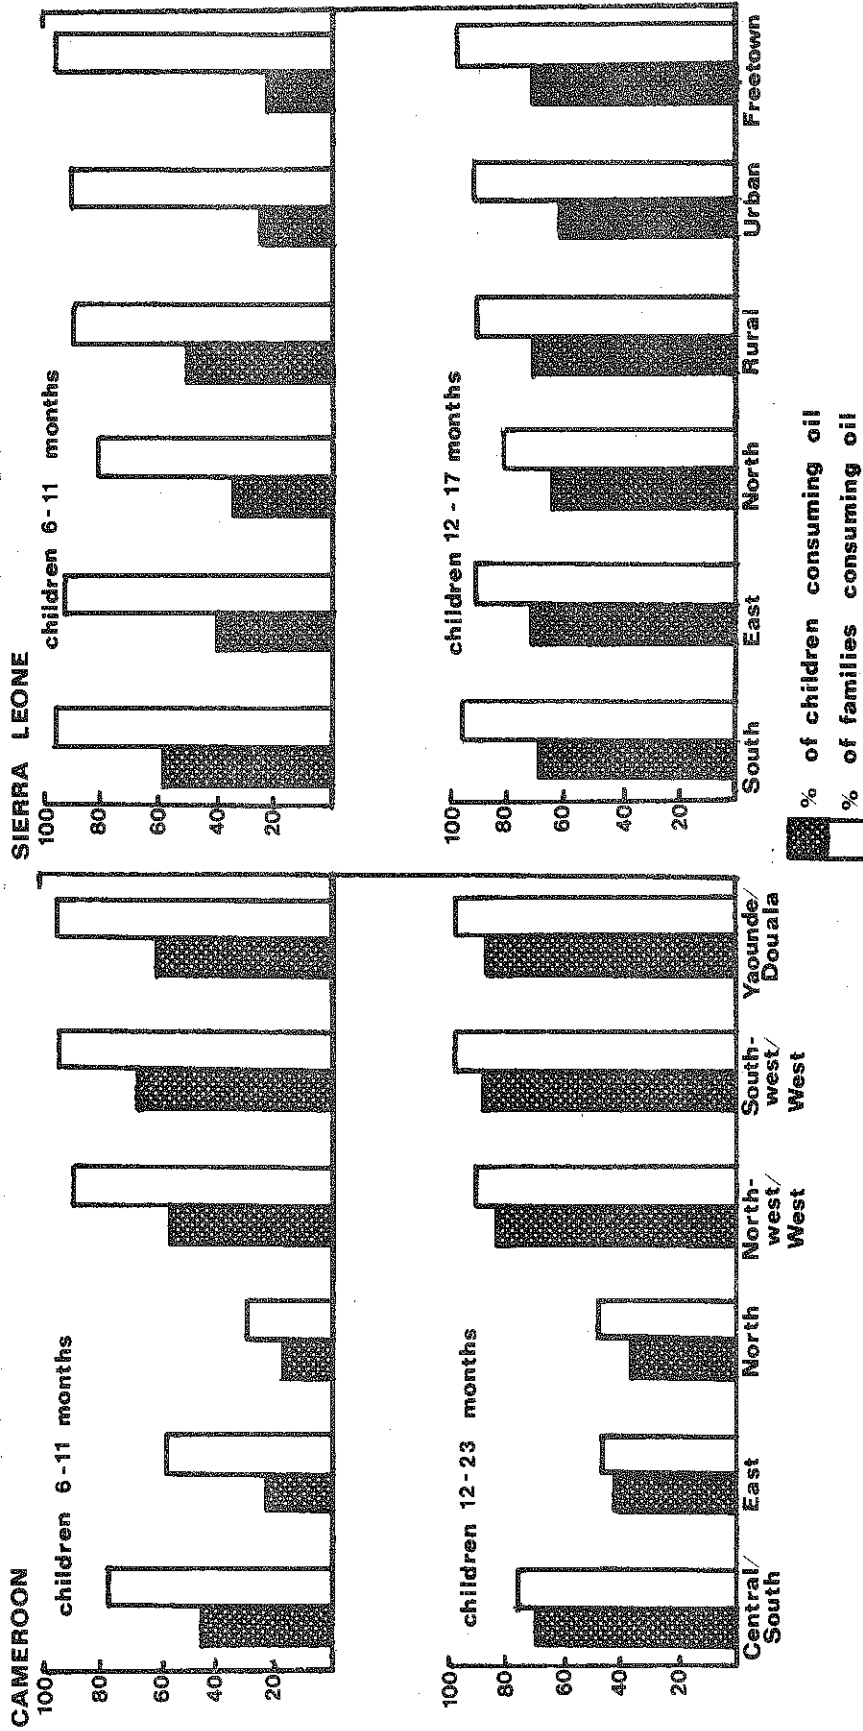 CAMEROON
children 6-11 months
100
80
60
40
20
children 12-23 months
100
80
60
40
20
Central/
South
East
North
North-
west/
West
South-
west/
West
Yaounde/
Douala
SIERRA LEONE
children 6-11 months
100
80
60
40
20
children 12-17 months
100
80
60
40
20
South
East
North
Rural
Urban
Freetown
% of children consuming oil
% of families consuming oil